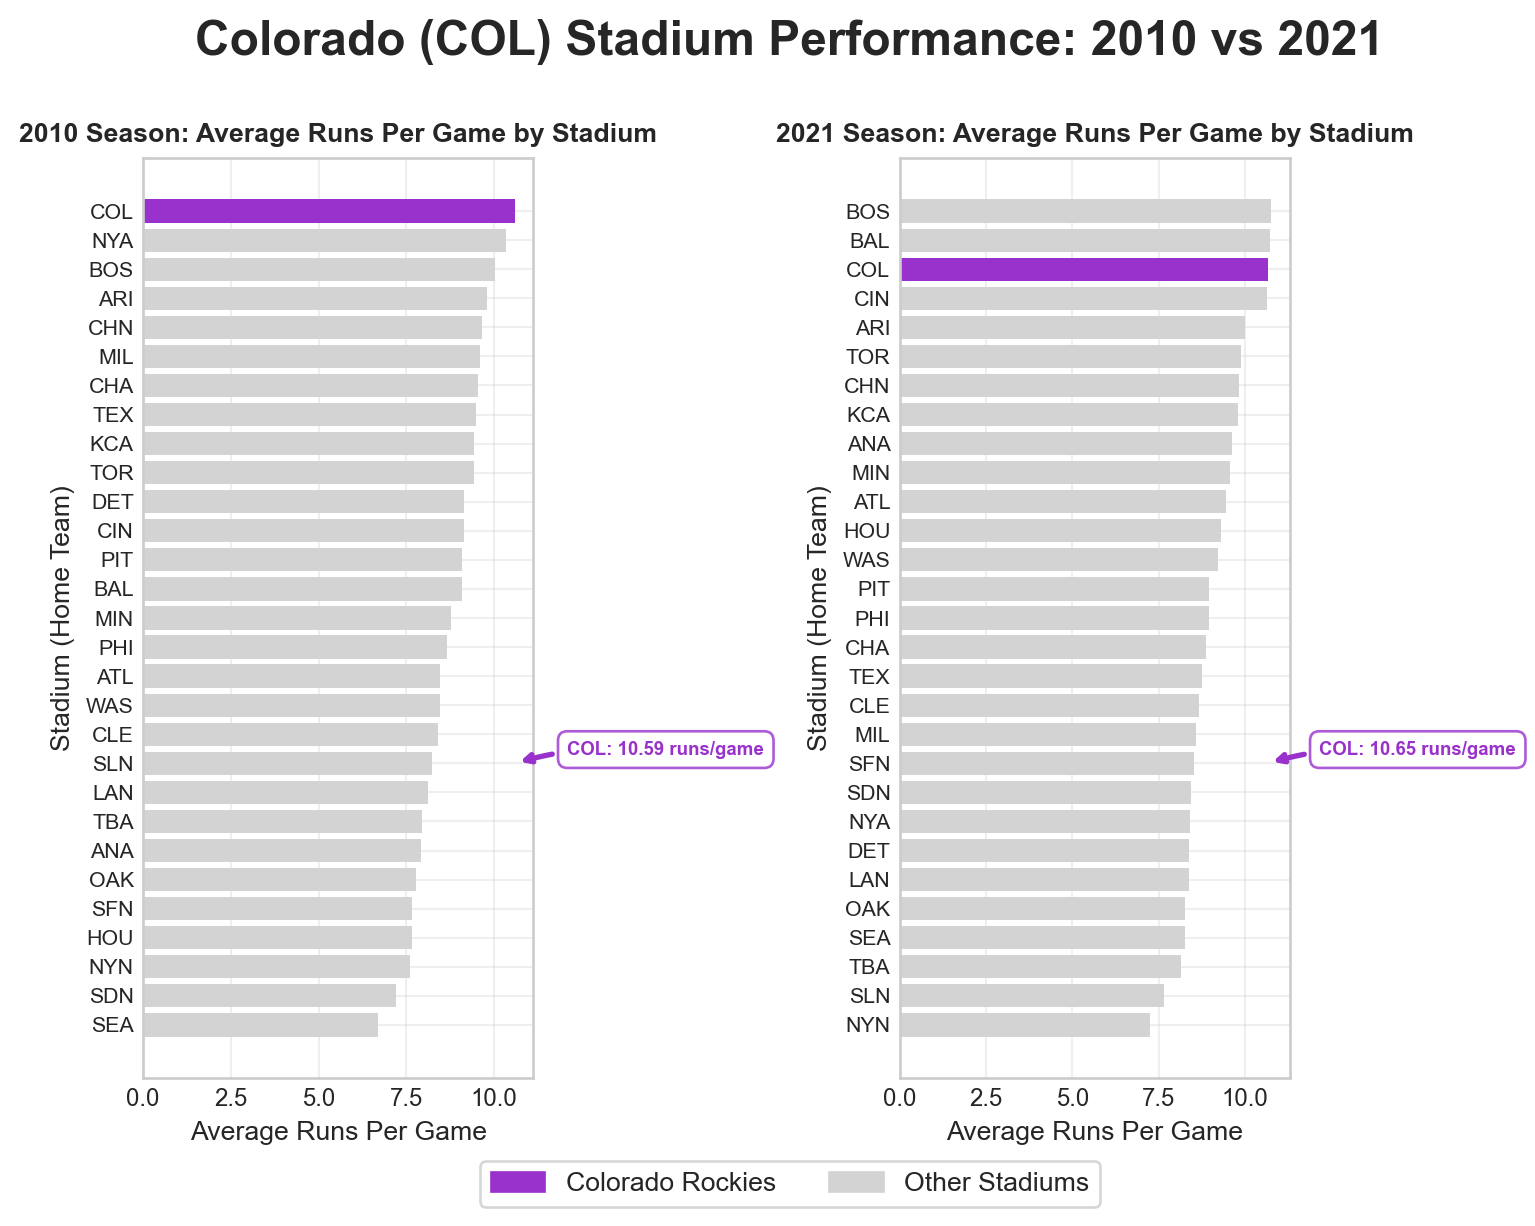 Colorado (COL) Stadium Performance: 2010 vs 2021
2010 Season: Average Runs Per Game by Stadium
Stadium (Home Team)
COL
NYA
BOS
ARI
CHN
MIL
CHA
TEX
KCA
TOR
DET
CIN
PIT
BAL
MIN
PHI
ATL
WAS
CLE
SLN
LAN
TBA
ANA
OAK
SFN
HOU
NYN
SDN
SEA
COL: 10.59 runs/game
0.0 2.5 5.0 7.5 10.0
Average Runs Per Game
2021 Season: Average Runs Per Game by Stadium
Stadium (Home Team)
BOS
BAL
COL
CIN
ARI
TOR
CHN
KCA
ANA
MIN
ATL
HOU
WAS
PIT
PHI
CHA
TEX
CLE
MIL
SFN
SDN
NYA
DET
LAN
OAK
SEA
TBA
SLN
NYN
COL: 10.65 runs/game
0.0 2.5 5.0 7.5 10.0
Average Runs Per Game
Colorado Rockies
Other Stadiums